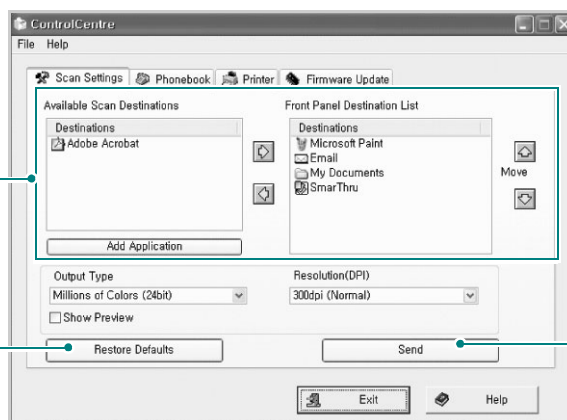 ControlCentre
File Help
Scan Settings Phonebook Printer Firmware Update
Available Scan Destinations
Destinations
Adobe Acrobat
Add Application
Front Panel Destination List
Destinations
Microsoft Paint
Email
My Documents
SmarThru
Move
Output Type
Millions of Colors (24bit)
Show Preview
Resolution(DPI)
300dpi (Normal)
Restore Defaults
Send
Exit
Help